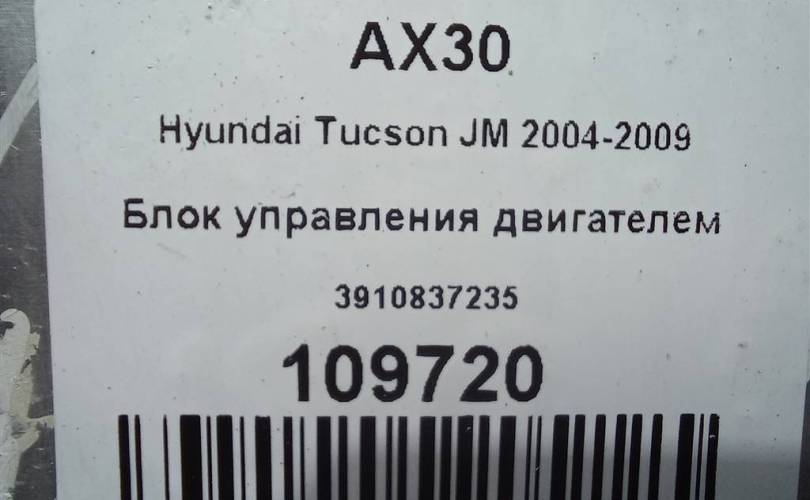 AX30
Hyundai Tucson JM 2004-2009
Блок управления двигателем
3910837235
109720